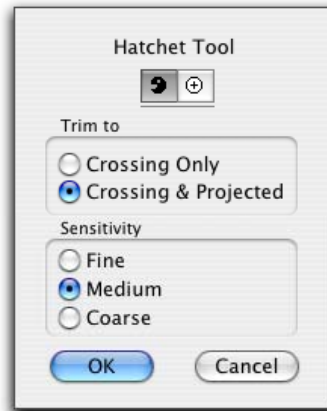 Hatchet Tool
Trim to
Crossing Only
Crossing & Projected
Sensitivity
Fine
Medium
Coarse
OK
Cancel